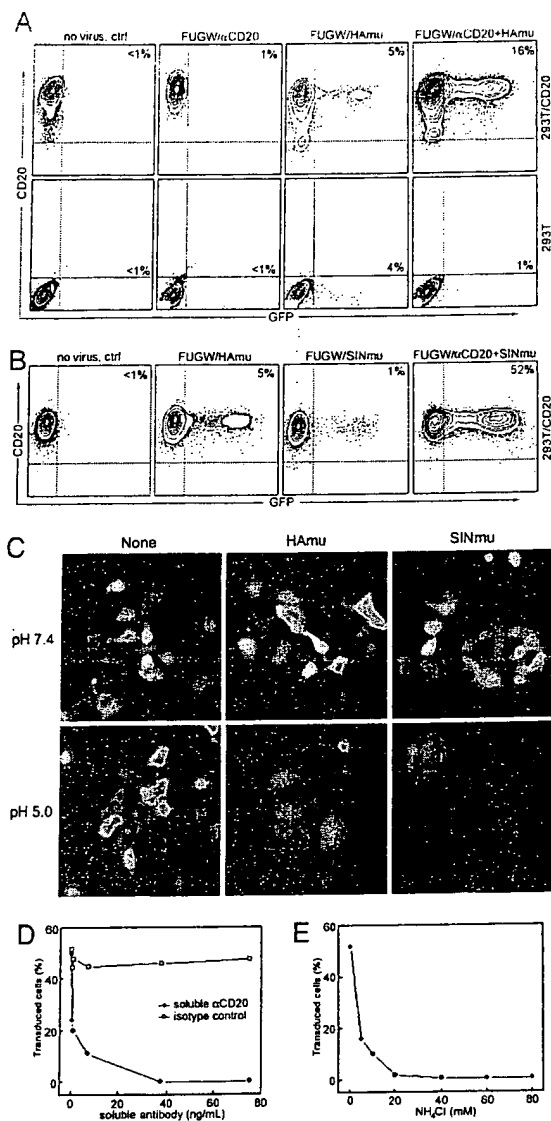 A
no virus, ctrl
FUGW/αCD20
FUGW/HAmu
FUGW/αCD20+HAmu
<1%
1%
5%
16%
293T/CD20
CD20
<1%
<1%
4%
1%
293T
GFP
B
no virus, ctrl
FUGW/HAmu
FUGW/SINmu
FUGW/αCD20+SINmu
<1%
5%
1%
52%
CD20
293T/CD20
GFP
C
None
HAmu
SINmu
pH 7.4
pH 5.0
D
Transduced cells (%)
60
40
20
0
soluble αCD20
isotype control
0 20 40 60 80
soluble antibody (ng/mL)
E
Transduced cells (%)
60
40
20
0
0 20 40 60 80
NH4Cl (mM)